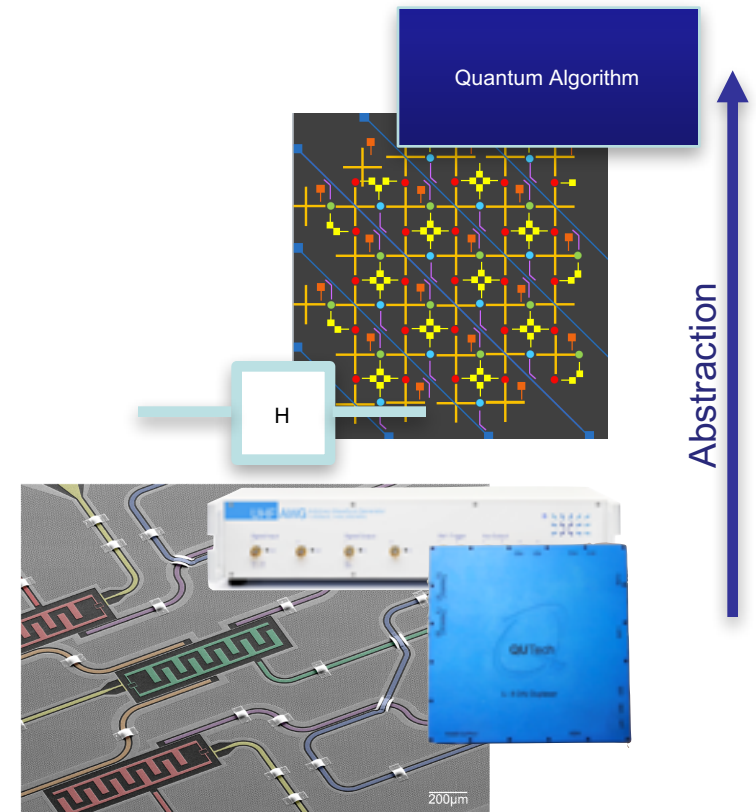 Quantum Algorithm
Abstraction
H
UHF AWG
QUTech
200µm